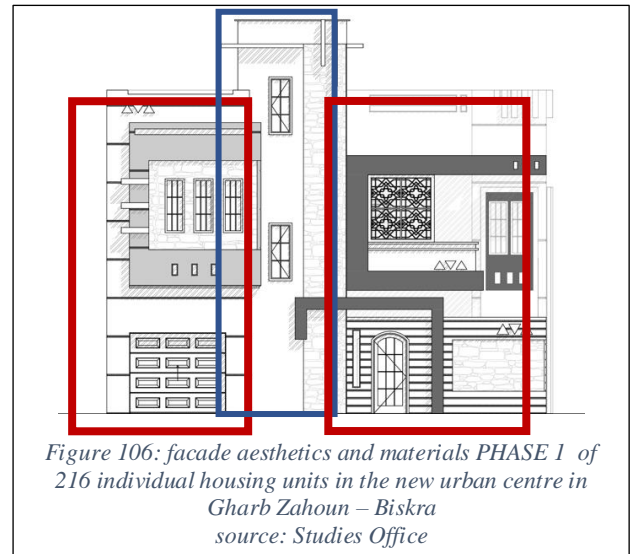 Figure 106: facade aesthetics and materials PHASE 1 of
216 individual housing units in the new urban centre in
Gharb Zahoun – Biskra
source: Studies Office